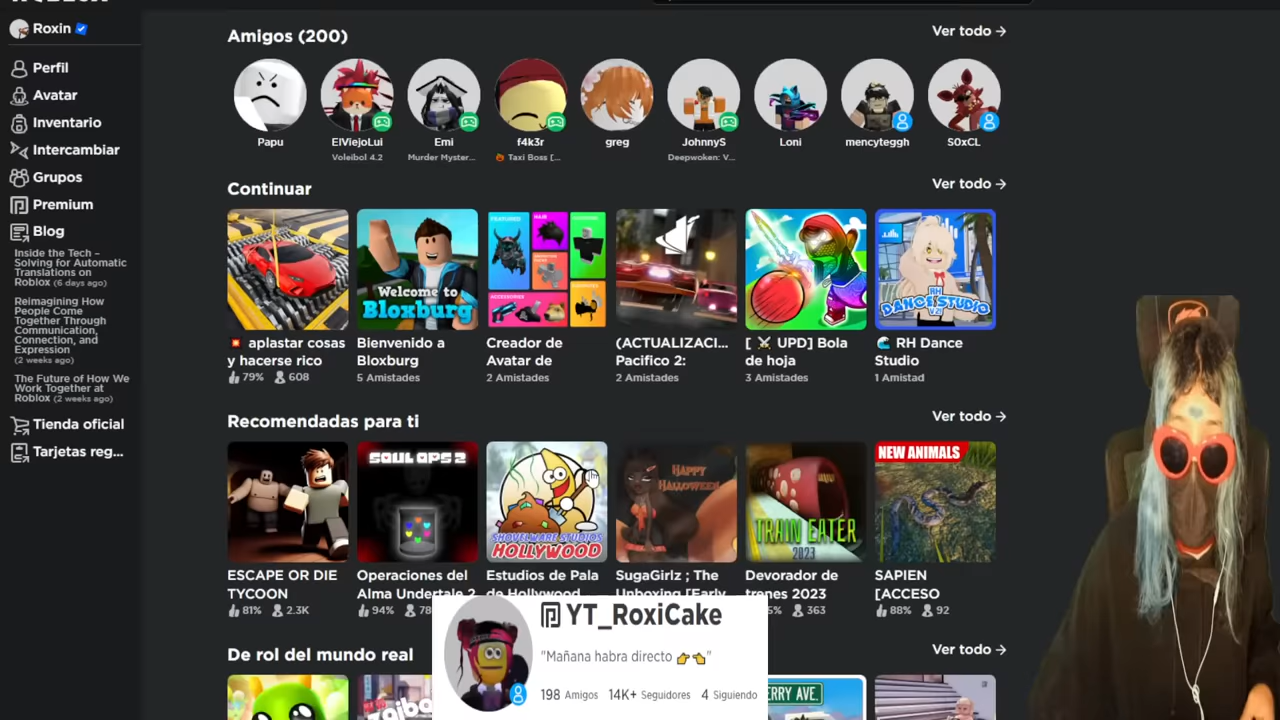 Roxin
Perfil
Avatar
Inventario
Intercambiar
Grupos
Premium
Blog
Inside the Tech –
Solving for Automatic
Translations on
Roblox (6 days ago)
Reimagining How
People Come
Together Through
Communication,
Connection, and
Expression
(2 weeks ago)
The Future of How We
Work Together at
Roblox (2 weeks ago)
Tienda oficial
Tarjetas reg...
Amigos (200)
Ver todo →
Papu
ElViejoLui
Emi
f4k3r
greg
JohnnyS
Loni
mencyteggh
S0xCL
Voleibol 4.2
Murder Myster...
🔥 Taxi Boss [...
Deepwoken: V...
Continuar
Ver todo →
Welcome to
Bloxburg
FEATURED
HAIR
ACCESSORIES
RH
DANCE STUDIO
💥 aplastar cosas
y hacerse rico
79% 608
Bienvenido a
Bloxburg
5 Amistades
Creador de
Avatar de
2 Amistades
(ACTUALIZACI...
Pacifico 2:
2 Amistades
[ ⚔️ UPD] Bola
de hoja
3 Amistades
🌊 RH Dance
Studio
1 Amistad
Recomendadas para ti
Ver todo →
SOUL OPS 2
SHOVELWARE STUDIOS
HOLLYWOOD
HAPPY
HALLOWEEN
TRAIN EATER
2023
NEW ANIMALS
ESCAPE OR DIE
TYCOON
81% 2.3K
Operaciones del
Alma Undertale 2
94% 78
Estudios de Pala
de Hollywood
SugaGirlz ; The
Unboxing [Early
Devorador de
trenes 2023
5% 363
SAPIEN
[ACCESO
88% 92
De rol del mundo real
Ver todo →
ERRY AVE.
YT_RoxiCake
"Mañana habra directo 👉👈"
198 Amigos 14K+ Seguidores 4 Siguiendo